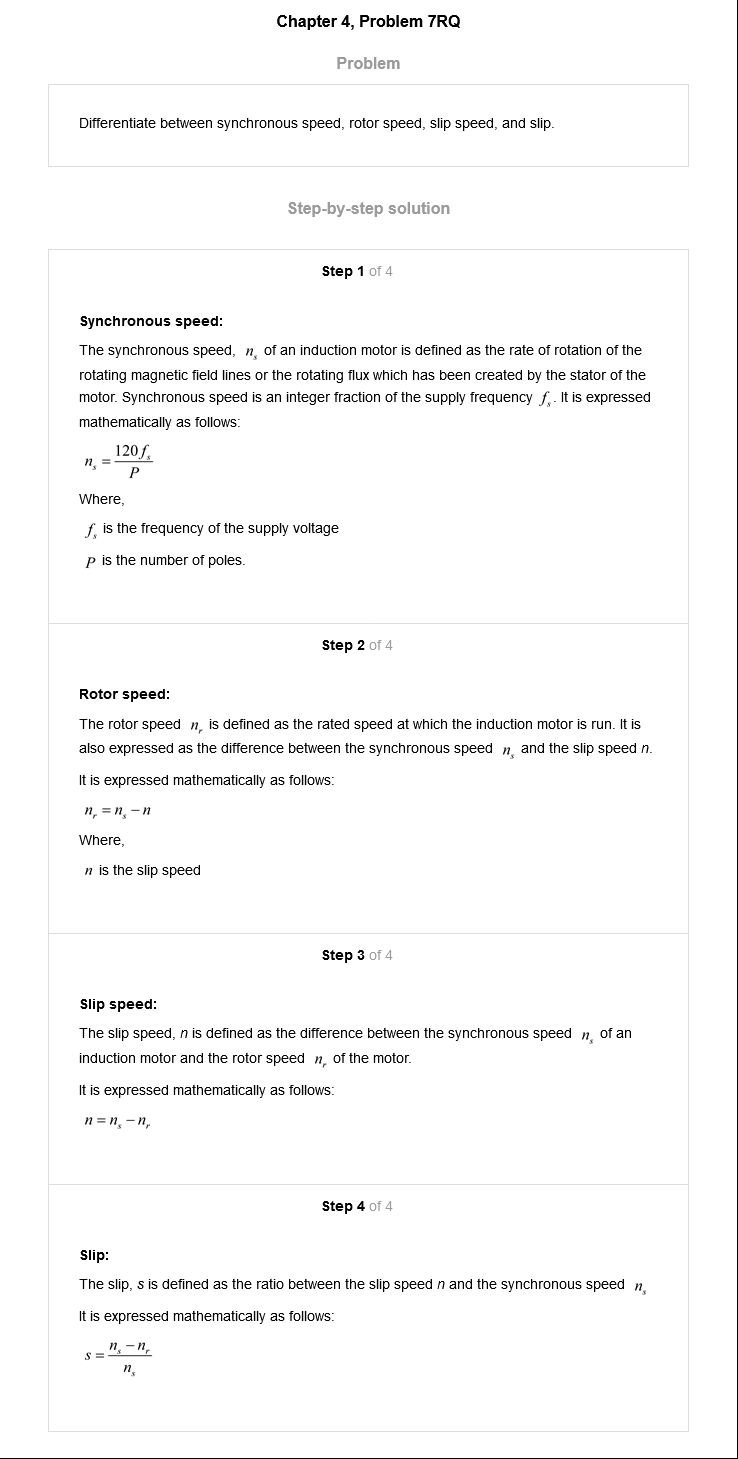 Chapter 4, Problem 7RQ
Problem
Differentiate between synchronous speed, rotor speed, slip speed, and slip.
Step-by-step solution
Step 1 of 4
Synchronous speed:
The synchronous speed, n_s of an induction motor is defined as the rate of rotation of the
rotating magnetic field lines or the rotating flux which has been created by the stator of the
motor. Synchronous speed is an integer fraction of the supply frequency f_s. It is expressed
mathematically as follows:
n_s = 120f_s / P
Where,
f_s is the frequency of the supply voltage
P is the number of poles.
Step 2 of 4
Rotor speed:
The rotor speed n_r is defined as the rated speed at which the induction motor is run. It is
also expressed as the difference between the synchronous speed n_s and the slip speed n.
It is expressed mathematically as follows:
n_r = n_s − n
Where,
n is the slip speed
Step 3 of 4
Slip speed:
The slip speed, n is defined as the difference between the synchronous speed n_s of an
induction motor and the rotor speed n_r of the motor.
It is expressed mathematically as follows:
n = n_s − n_r
Step 4 of 4
Slip:
The slip, s is defined as the ratio between the slip speed n and the synchronous speed n_s
It is expressed mathematically as follows:
s = (n_s − n_r) / n_s